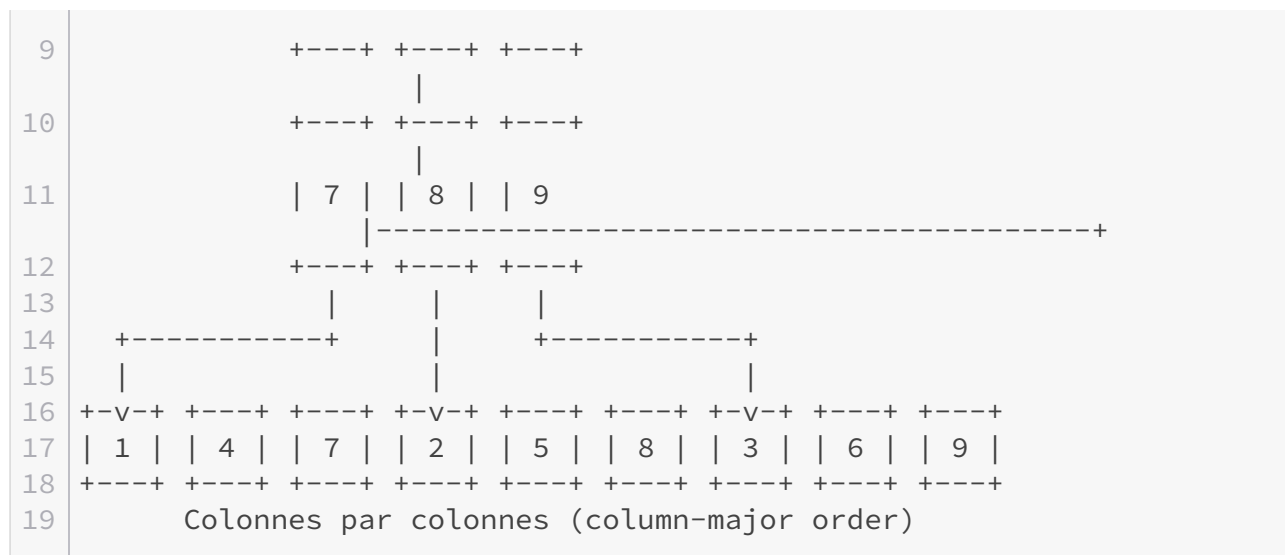 9             +---+ +---+ +---+
                     |
10            +---+ +---+ +---+
                     |
11            | 7 | | 8 | | 9
                  |-----------------------------------------+
12            +---+ +---+ +---+
13              |     |     |
14    +-----------+     |     +-----------+
15    |                 |                 |
16  +-v-+ +---+ +---+ +-v-+ +---+ +---+ +-v-+ +---+ +---+
17  | 1 | | 4 | | 7 | | 2 | | 5 | | 8 | | 3 | | 6 | | 9 |
18  +---+ +---+ +---+ +---+ +---+ +---+ +---+ +---+ +---+
19        Colonnes par colonnes (column-major order)